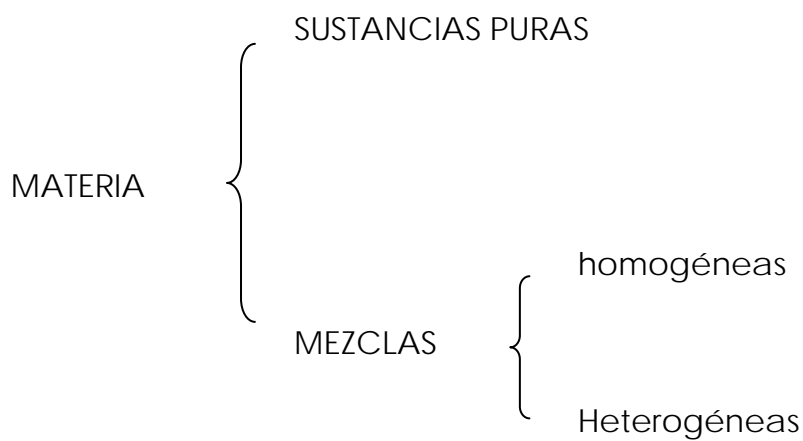 SUSTANCIAS PURAS
MATERIA
homogéneas
MEZCLAS
Heterogéneas